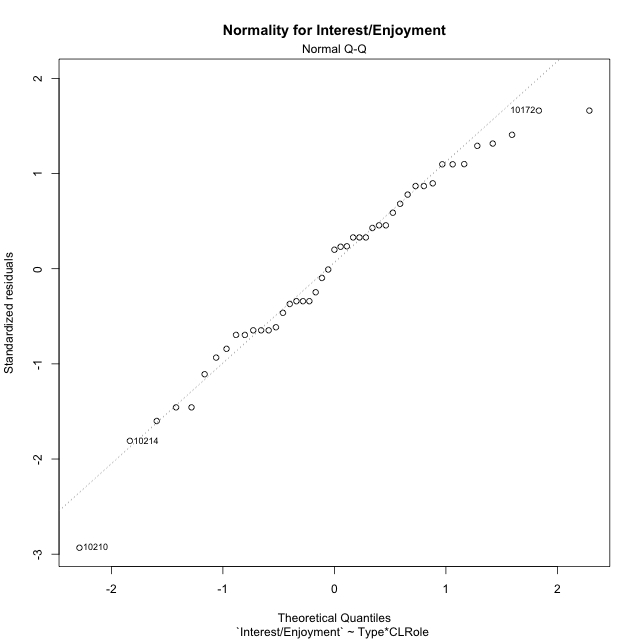 Normality for Interest/Enjoyment
Normal Q-Q
2
1
0
-1
-2
-3
Standardized residuals
10172
10214
10210
-2
-1
0
1
2
Theoretical Quantiles
`Interest/Enjoyment` ~ Type*CLRole